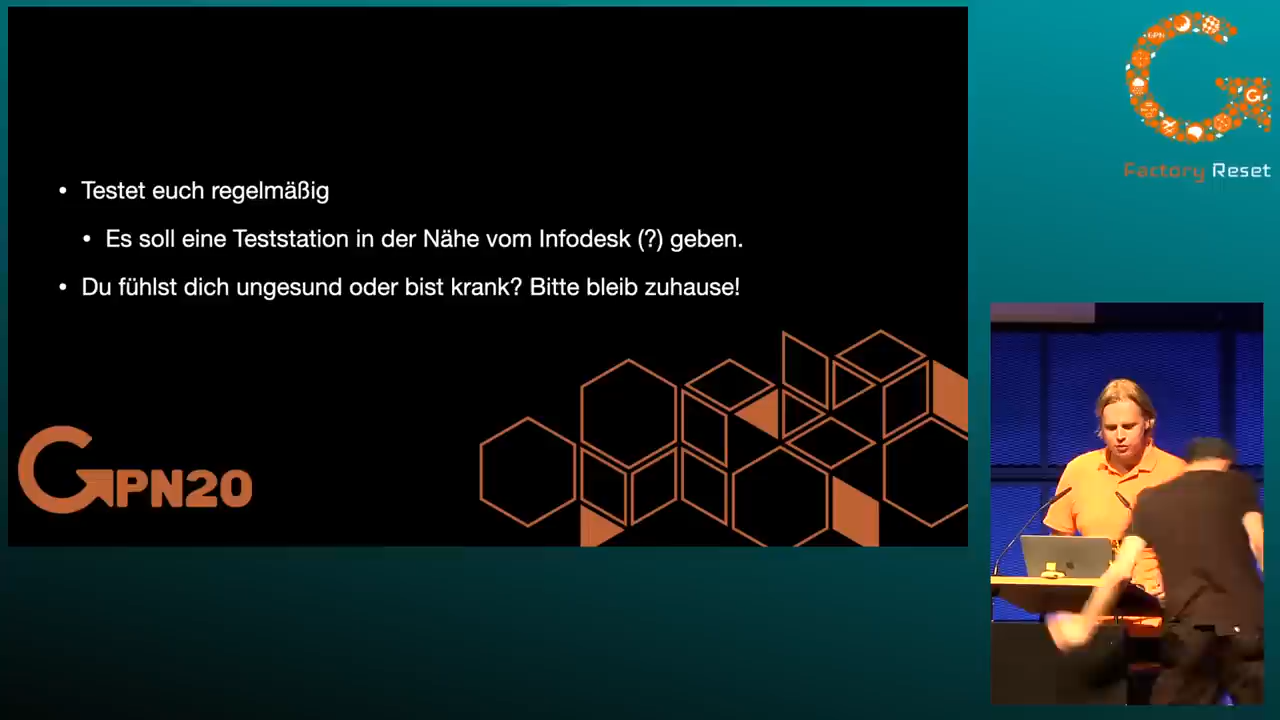 • Testet euch regelmäßig
• Es soll eine Teststation in der Nähe vom Infodesk (?) geben.
• Du fühlst dich ungesund oder bist krank? Bitte bleib zuhause!
GPN20
Factory Reset